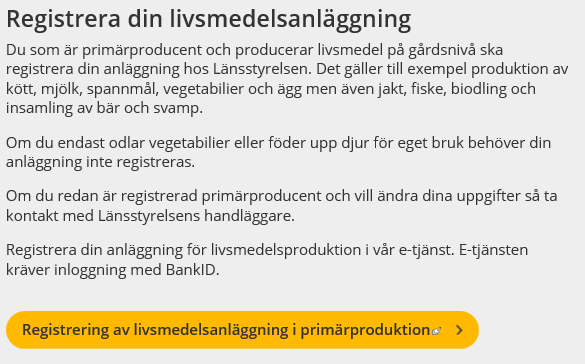 Registrera din livsmedelsanläggning
Du som är primärproducent och producerar livsmedel på gårdsnivå ska
registrera din anläggning hos Länsstyrelsen. Det gäller till exempel produktion av
kött, mjölk, spannmål, vegetabilier och ägg men även jakt, fiske, biodling och
insamling av bär och svamp.
Om du endast odlar vegetabilier eller föder upp djur för eget bruk behöver din
anläggning inte registreras.
Om du redan är registrerad primärproducent och vill ändra dina uppgifter så ta
kontakt med Länsstyrelsens handläggare.
Registrera din anläggning för livsmedelsproduktion i vår e-tjänst. E-tjänsten
kräver inloggning med BankID.
Registrering av livsmedelsanläggning i primärproduktion